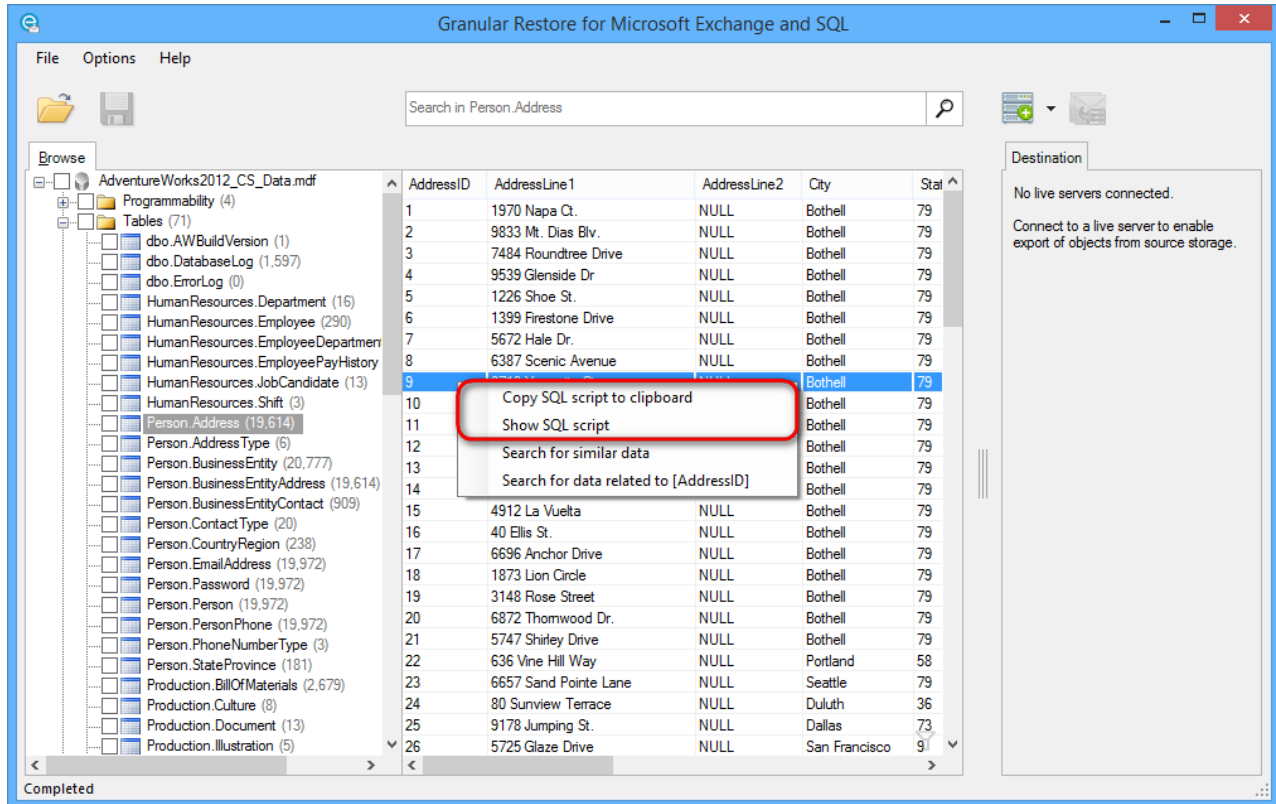 Granular Restore for Microsoft Exchange and SQL
File Options Help
Search in Person.Address
Browse
AdventureWorks2012_CS_Data.mdf
Programmability (4)
Tables (71)
dbo.AWBuildVersion (1)
dbo.DatabaseLog (1,597)
dbo.ErrorLog (0)
HumanResources.Department (16)
HumanResources.Employee (290)
HumanResources.EmployeeDepartment
HumanResources.EmployeePayHistory
HumanResources.JobCandidate (13)
HumanResources.Shift (3)
Person.Address (19,614)
Person.AddressType (6)
Person.BusinessEntity (20,777)
Person.BusinessEntityAddress (19,614)
Person.BusinessEntityContact (909)
Person.ContactType (20)
Person.CountryRegion (238)
Person.EmailAddress (19,972)
Person.Password (19,972)
Person.Person (19,972)
Person.PersonPhone (19,972)
Person.PhoneNumberType (3)
Person.StateProvince (181)
Production.BillOfMaterials (2,679)
Production.Culture (8)
Production.Document (13)
Production.Illustration (5)
AddressID AddressLine1 AddressLine2 City Stat
1 1970 Napa Ct. NULL Bothell 79
2 9833 Mt. Dias Blv. NULL Bothell 79
3 7484 Roundtree Drive NULL Bothell 79
4 9539 Glenside Dr NULL Bothell 79
5 1226 Shoe St. NULL Bothell 79
6 1399 Firestone Drive NULL Bothell 79
7 5672 Hale Dr. NULL Bothell 79
8 6387 Scenic Avenue NULL Bothell 79
9 Bothell 79
10 Bothell 79
11 Bothell 79
12 Bothell 79
13 Bothell 79
14 Bothell 79
15 4912 La Vuelta NULL Bothell 79
16 40 Ellis St. NULL Bothell 79
17 6696 Anchor Drive NULL Bothell 79
18 1873 Lion Circle NULL Bothell 79
19 3148 Rose Street NULL Bothell 79
20 6872 Thornwood Dr. NULL Bothell 79
21 5747 Shirley Drive NULL Bothell 79
22 636 Vine Hill Way NULL Portland 58
23 6657 Sand Pointe Lane NULL Seattle 79
24 80 Sunview Terrace NULL Duluth 36
25 9178 Jumping St. NULL Dallas 73
26 5725 Glaze Drive NULL San Francisco 9
Copy SQL script to clipboard
Show SQL script
Search for similar data
Search for data related to [AddressID]
Destination
No live servers connected.
Connect to a live server to enable
export of objects from source storage.
Completed